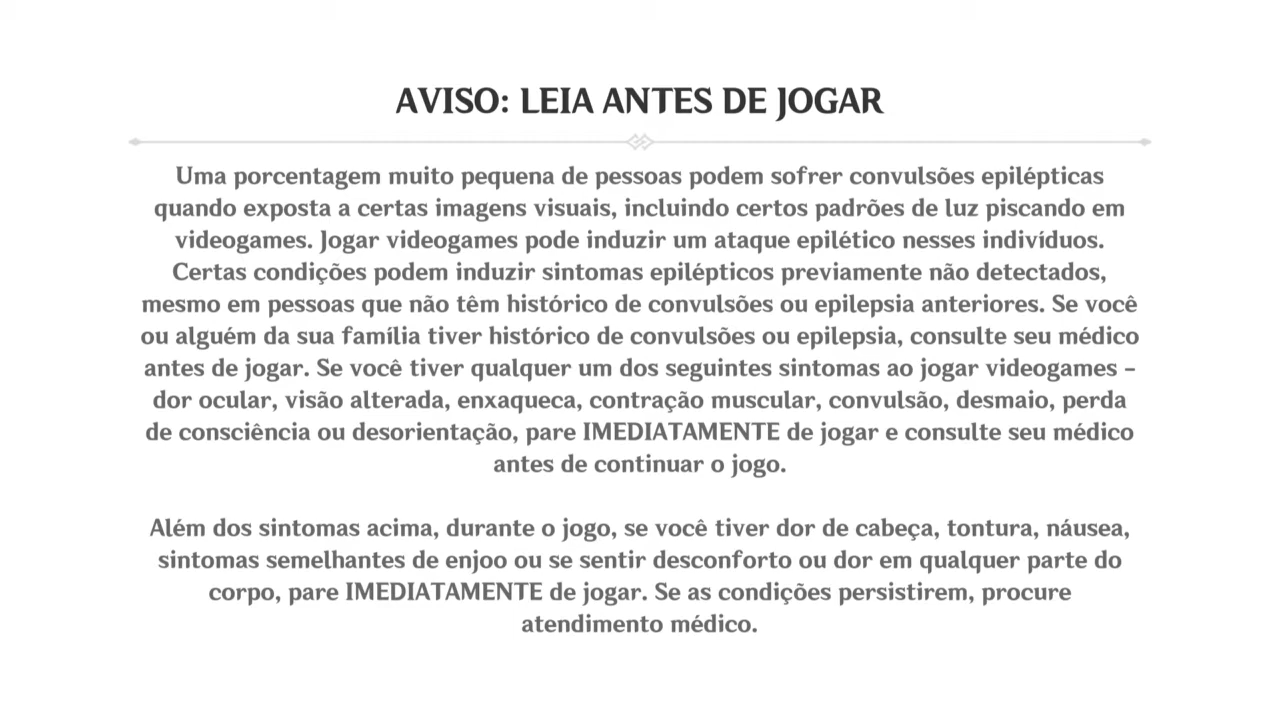 AVISO: LEIA ANTES DE JOGAR
Uma porcentagem muito pequena de pessoas podem sofrer convulsões epilépticas
quando exposta a certas imagens visuais, incluindo certos padrões de luz piscando em
videogames. Jogar videogames pode induzir um ataque epilético nesses indivíduos.
Certas condições podem induzir sintomas epilépticos previamente não detectados,
mesmo em pessoas que não têm histórico de convulsões ou epilepsia anteriores. Se você
ou alguém da sua família tiver histórico de convulsões ou epilepsia, consulte seu médico
antes de jogar. Se você tiver qualquer um dos seguintes sintomas ao jogar videogames –
dor ocular, visão alterada, enxaqueca, contração muscular, convulsão, desmaio, perda
de consciência ou desorientação, pare IMEDIATAMENTE de jogar e consulte seu médico
antes de continuar o jogo.
Além dos sintomas acima, durante o jogo, se você tiver dor de cabeça, tontura, náusea,
sintomas semelhantes de enjoo ou se sentir desconforto ou dor em qualquer parte do
corpo, pare IMEDIATAMENTE de jogar. Se as condições persistirem, procure
atendimento médico.